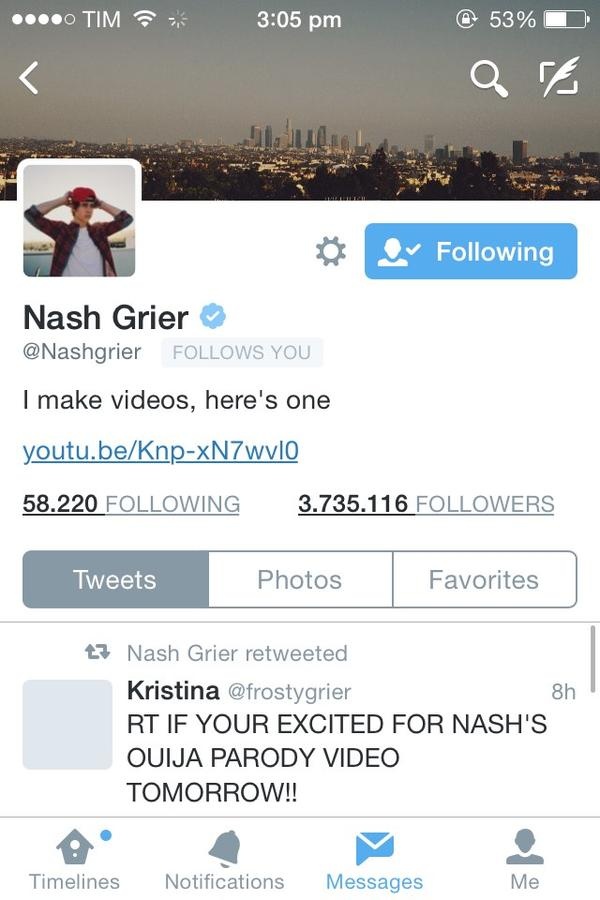 TIM 3:05 pm 53%
Following
Nash Grier
@Nashgrier FOLLOWS YOU
I make videos, here's one
youtu.be/Knp-xN7wvl0
58.220 FOLLOWING 3.735.116 FOLLOWERS
Tweets Photos Favorites
Nash Grier retweeted
Kristina @frostygrier 8h
RT IF YOUR EXCITED FOR NASH'S
OUIJA PARODY VIDEO
TOMORROW!!
Timelines Notifications Messages Me